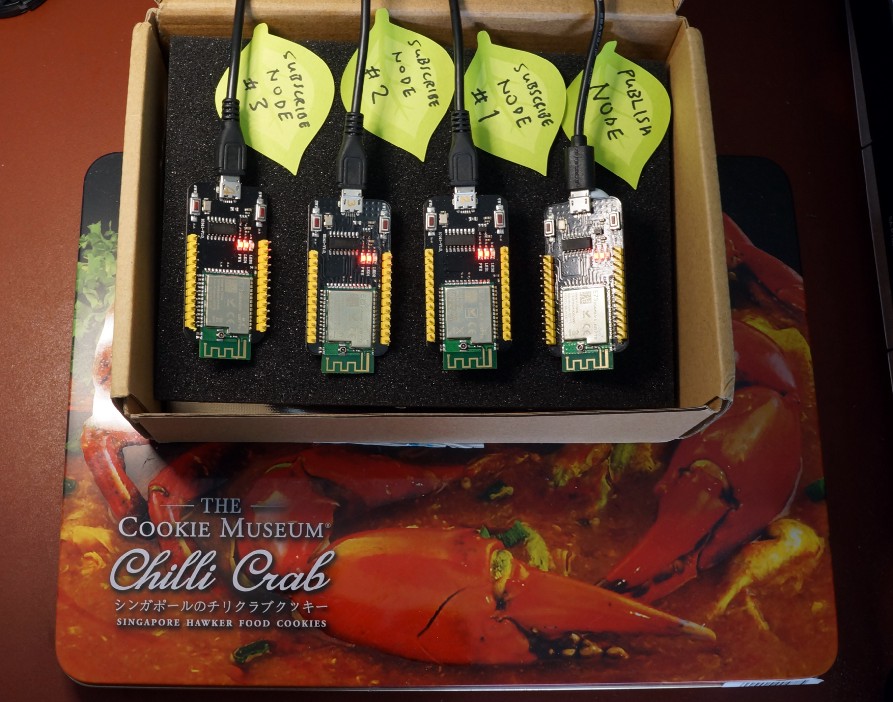 SUBSCRIBE
NODE
#3
SUBSCRIBE
NODE
#2
SUBSCRIBE
NODE
#1
PUBLISH
NODE
THE
COOKIE MUSEUM®
Chilli Crab
シンガポールのチリクラブクッキー
SINGAPORE HAWKER FOOD COOKIES